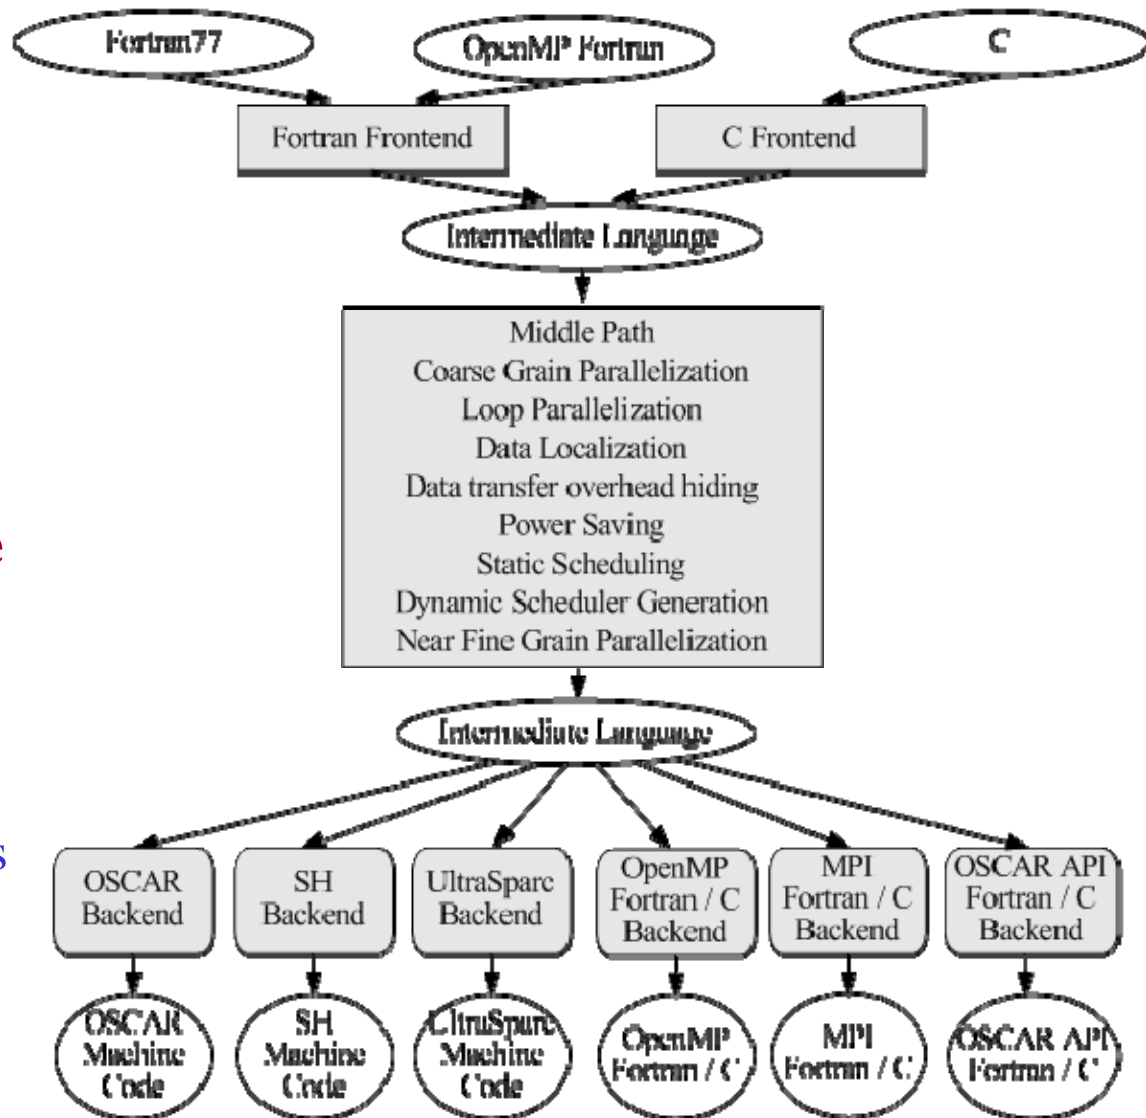 Fortran77
OpenMP Fortran
C
Fortran Frontend
C Frontend
Intermediate Language
Middle Path
Coarse Grain Parallelization
Loop Parallelization
Data Localization
Data transfer overhead hiding
Power Saving
e
Static Scheduling
Dynamic Scheduler Generation
Near Fine Grain Parallelization
Intermediate Language
s
OSCAR
Backend
SH
Backend
UltraSparc
Backend
OpenMP
Fortran / C
Backend
MPI
Fortran / C
Backend
OSCAR API
Fortran / C
Backend
OSCAR
Machine
Code
SH
Machine
Code
UltraSparc
Machine
Code
OpenMP
Fortran / C
MPI
Fortran / C
OSCAR API
Fortran / C